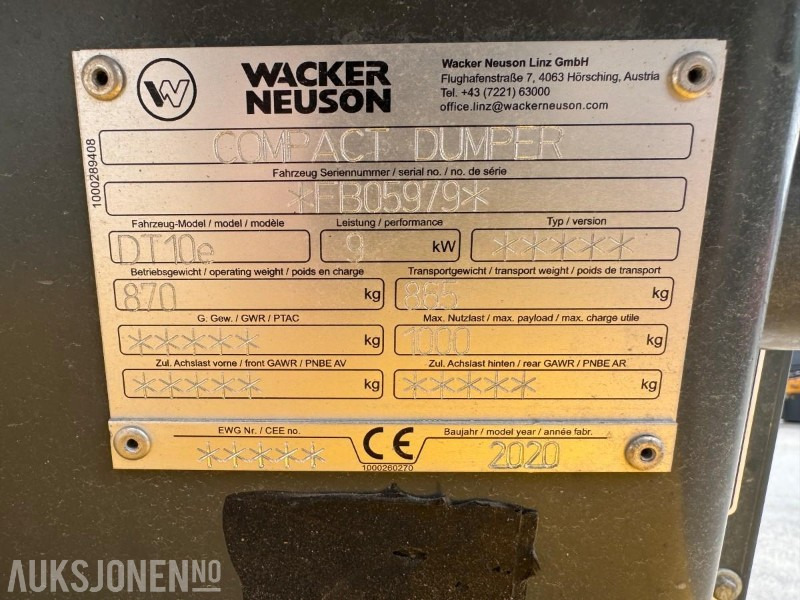 WACKER
NEUSON
Wacker Neuson Linz GmbH
Flughafenstraße 7, 4063 Hörsching, Austria
Tel. +43 (7221) 63000
office.linz@wackerneuson.com
1000289408
COMPACT DUMPER
Fahrzeug Seriennummer / serial no. / no. de série
*FB05979*
Fahrzeug-Model / model / modèle Leistung / performance Typ / version
DT10e 9 kW *****
Betriebsgewicht / operating weight / poids en charge Transportgewicht / transport weight / poids de transport
870 kg 865 kg
G. Gew. / GWR / PTAC Max. Nutzlast / max. payload / max. charge utile
***** kg 1000 kg
Zul. Achslast vorne / front GAWR / PNBE AV Zul. Achslast hinten / rear GAWR / PNBE AR
***** kg ***** kg
EWG Nr. / CEE no. CE Baujahr / model year / année fabr.
***** 1000260270 2020
AUKSJONEN.NO